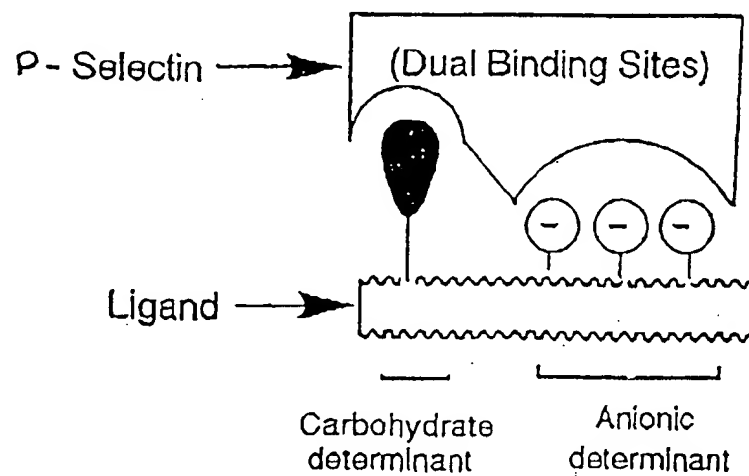 P- Selectin
(Dual Binding Sites)
- - -
Ligand
Carbohydrate
determinant
Anionic
determinant